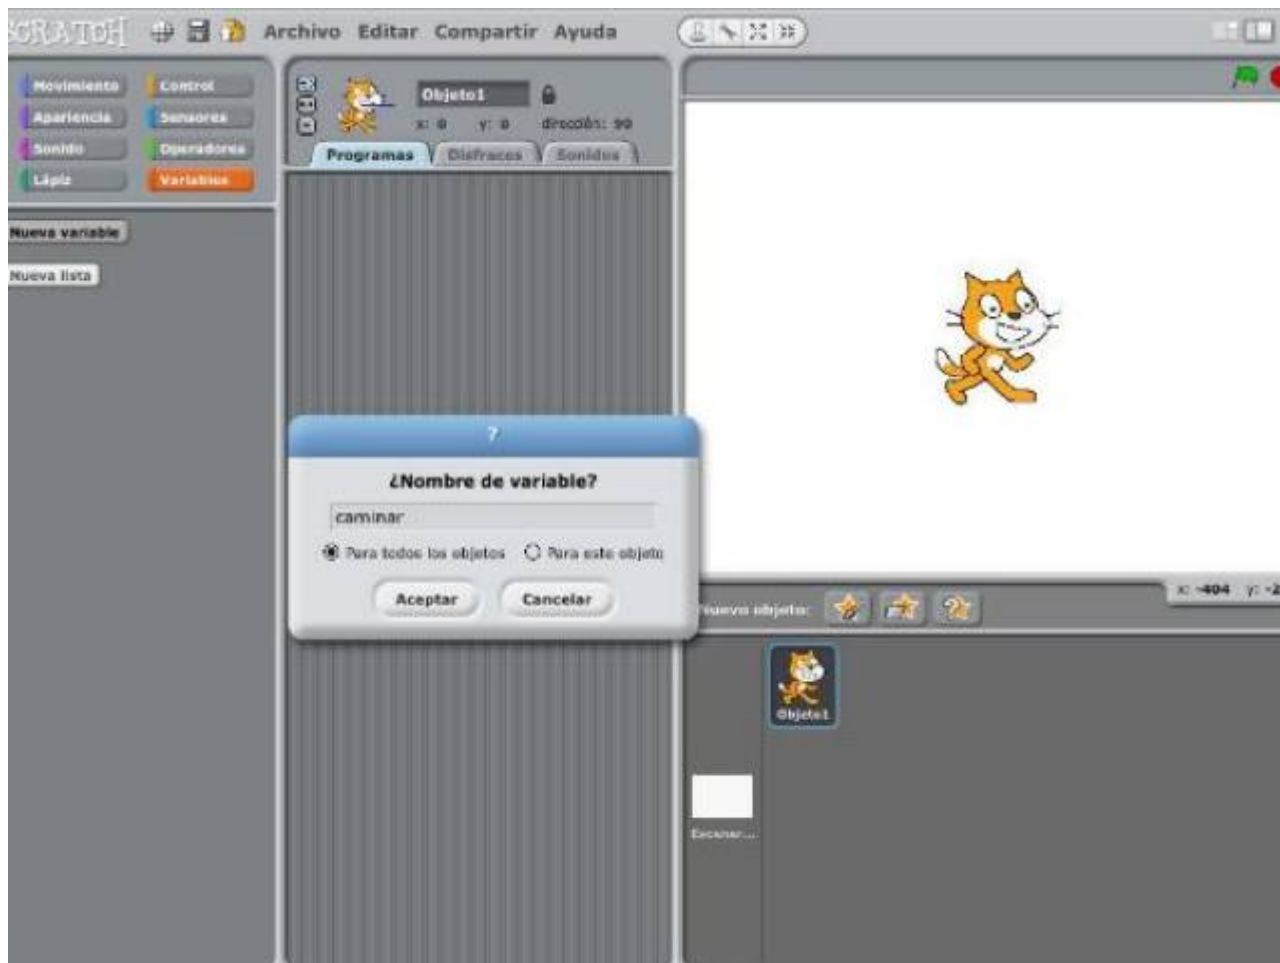 SCRATCH Archivo Editar Compartir Ayuda
Movimiento Control
Apariencia Sensores
Sonido Operadores
Lápiz Variables
Nueva variable
Nueva lista
Objeto1
x: 0 y: 0 dirección: 90
Programas Disfraces Sonidos
?
¿Nombre de variable?
caminar
Para todos los objetos Para este objeto
Aceptar Cancelar
x: -404 y: -2
Nuevo objeto:
Objeto1
Escenar...